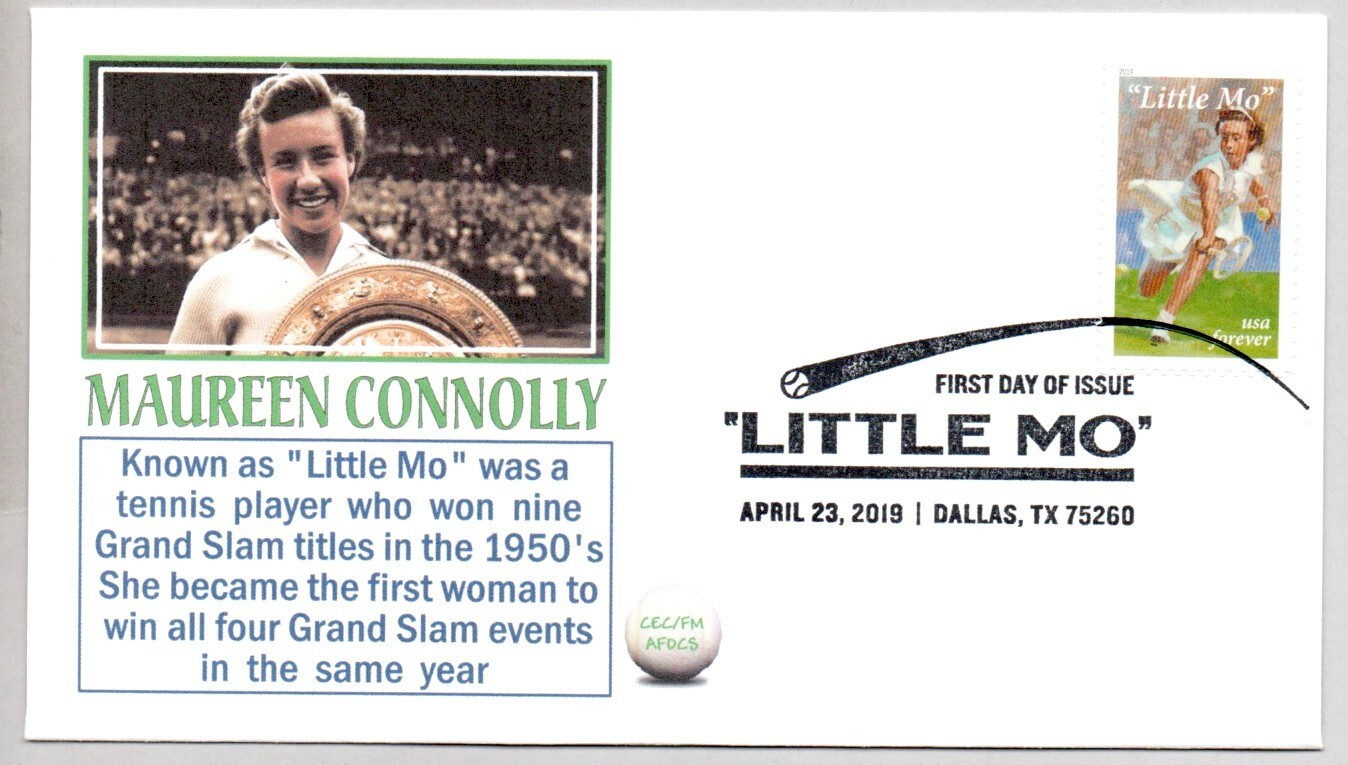 2019
"Little Mo"
usa
forever
MAUREEN CONNOLLY
Known as "Little Mo" was a
tennis player who won nine
Grand Slam titles in the 1950's
She became the first woman to
win all four Grand Slam events
in the same year
FIRST DAY OF ISSUE
"LITTLE MO"
APRIL 23, 2019 | DALLAS, TX 75260
CEC/FM
AFDCS